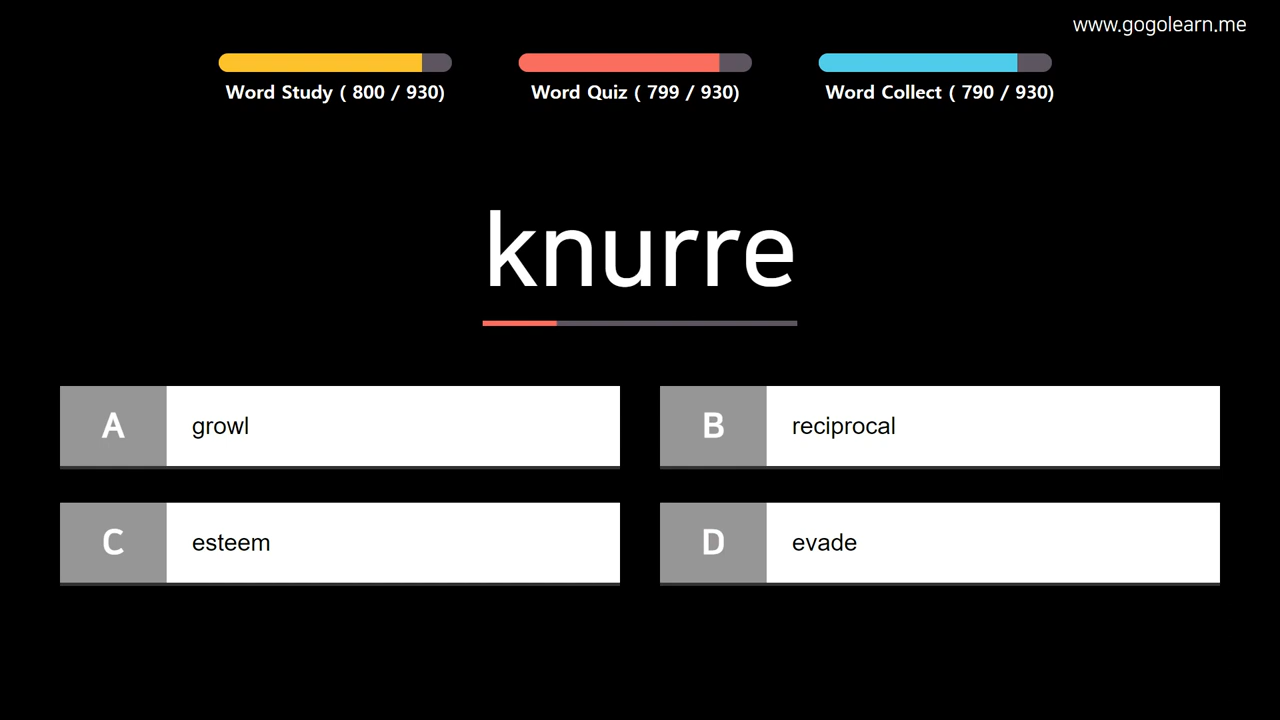 www.gogolearn.me
Word Study ( 800 / 930)
Word Quiz ( 799 / 930)
Word Collect ( 790 / 930)
knurre
A growl
B reciprocal
C esteem
D evade